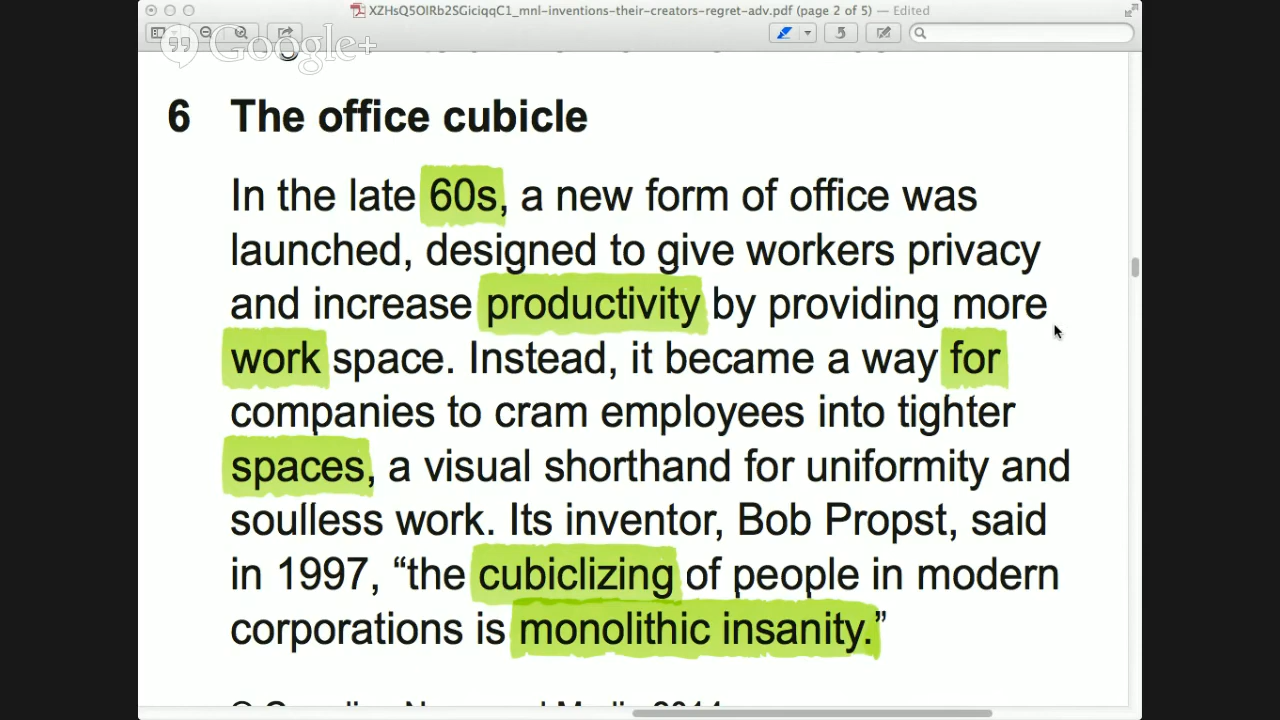 XZHsQ5OIRb2SGiciqqC1_mnl-inventions-their-creators-regret-adv.pdf (page 2 of 5) — Edited
Google+
6 The office cubicle
In the late 60s, a new form of office was
launched, designed to give workers privacy
and increase productivity by providing more
work space. Instead, it became a way for
companies to cram employees into tighter
spaces, a visual shorthand for uniformity and
soulless work. Its inventor, Bob Propst, said
in 1997, “the cubiclizing of people in modern
corporations is monolithic insanity.”